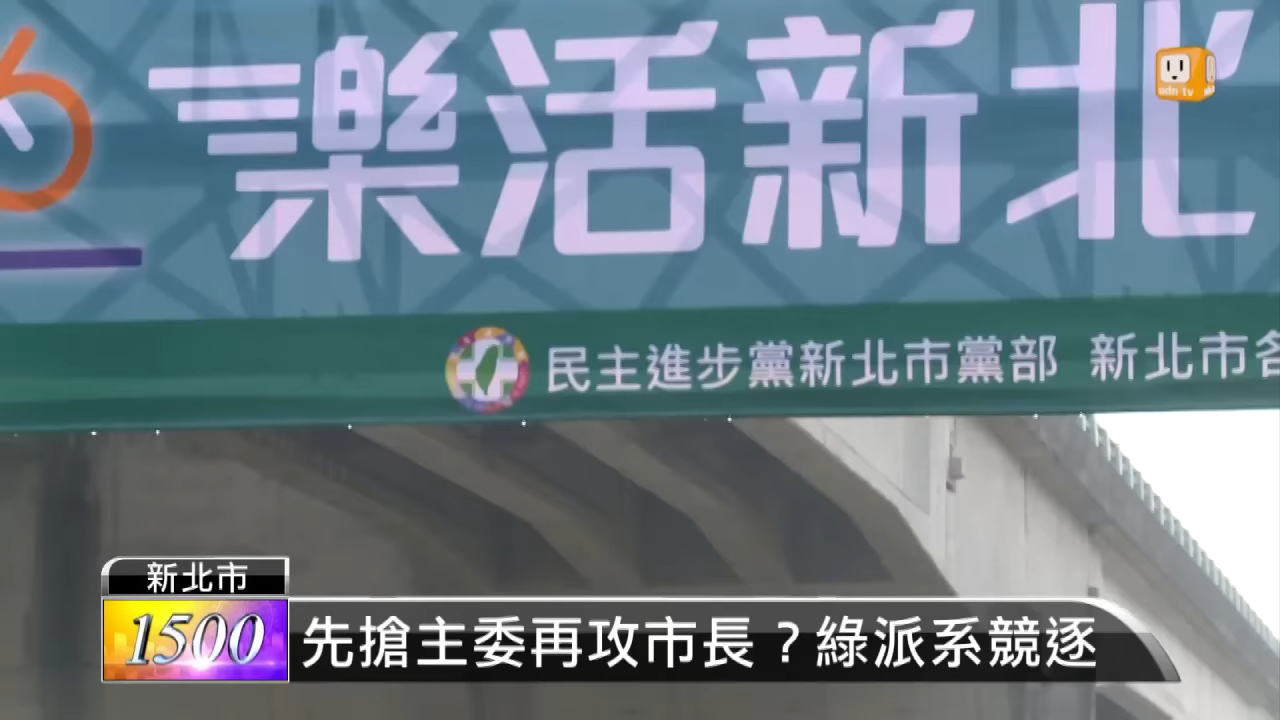 樂活新北
udn tv
民主進步黨新北市黨部 新北市各
新北市
1500
先搶主委再攻市長？綠派系競逐